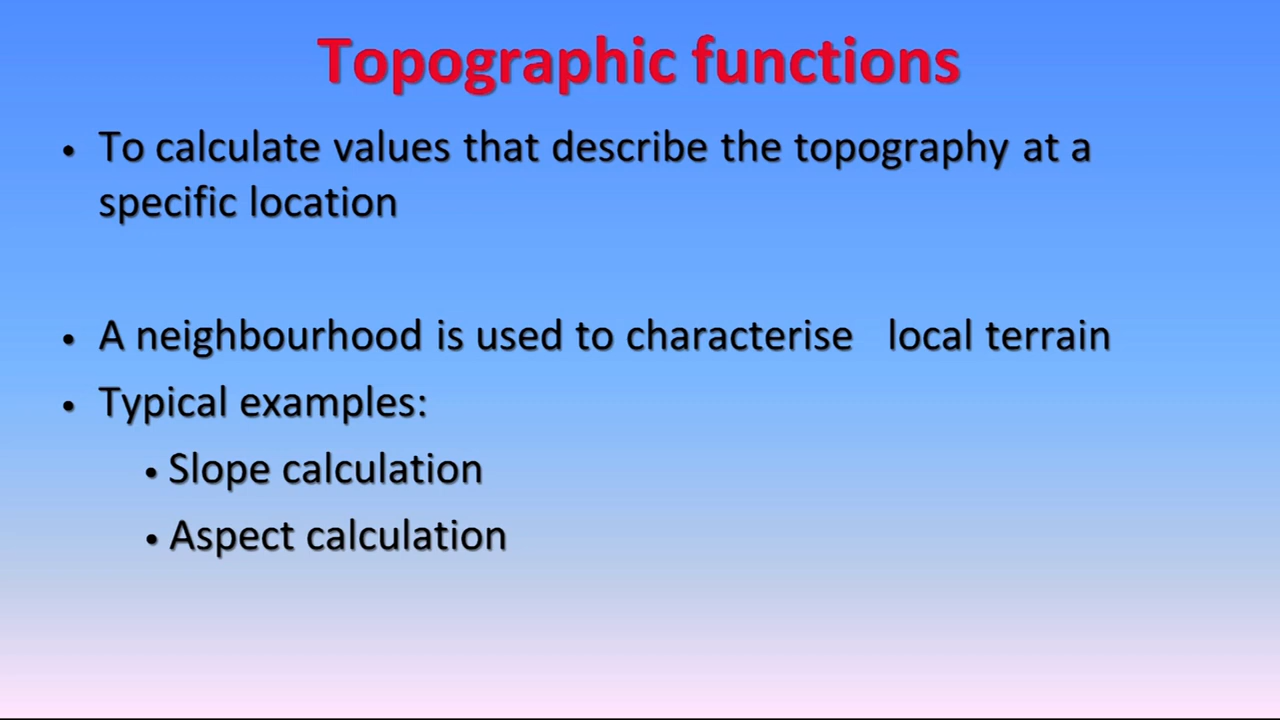 Topographic functions
• To calculate values that describe the topography at a
specific location
• A neighbourhood is used to characterise   local terrain
• Typical examples:
• Slope calculation
• Aspect calculation